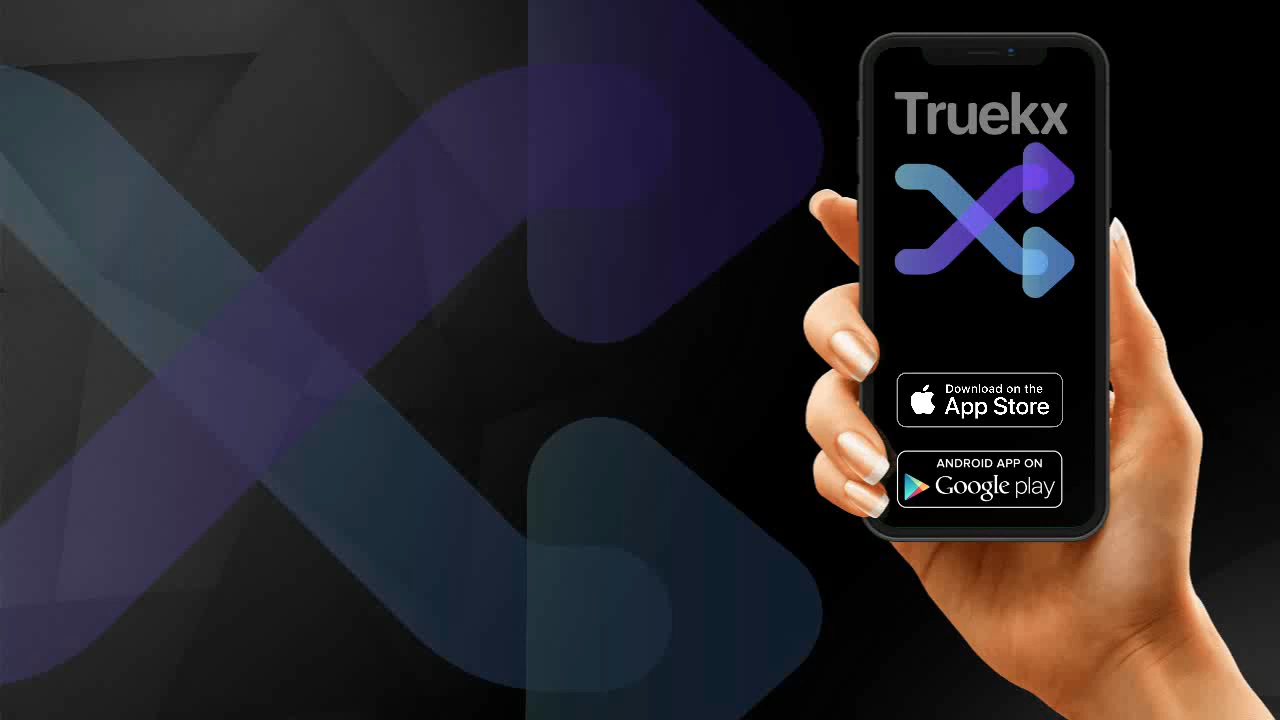 Truekx
Download on the
App Store
ANDROID APP ON
Google play